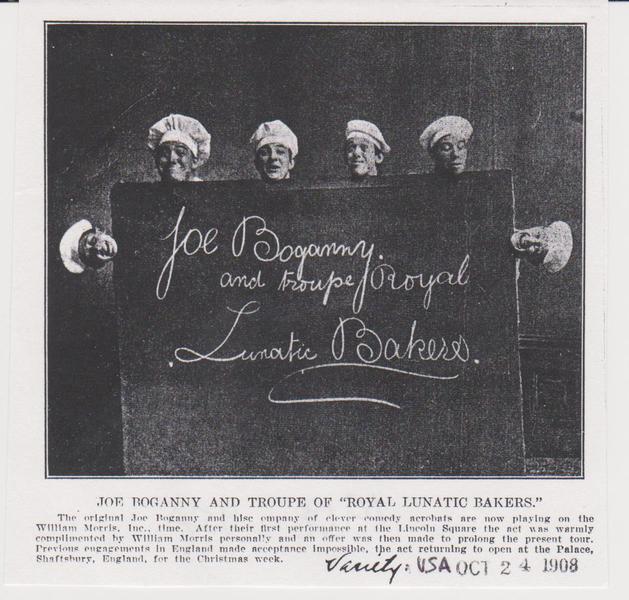 Joe Boganny.
and troupe Royal
Lunatic Bakers.
JOE BOGANNY AND TROUPE OF "ROYAL LUNATIC BAKERS."
The original Joe Boganny and hisc ompany of clever comedy acrobats are now playing on the
William Morris, Inc., time. After their first performance at the Lincoln Square the act was warmly
complimented by William Morris personally and an offer was then made to prolong the present tour.
Previous engagements in England made acceptance impossible, the act returning to open at the Palace,
Shaftsbury, England, for the Christmas week.
Variety: USA OCT 24 1908